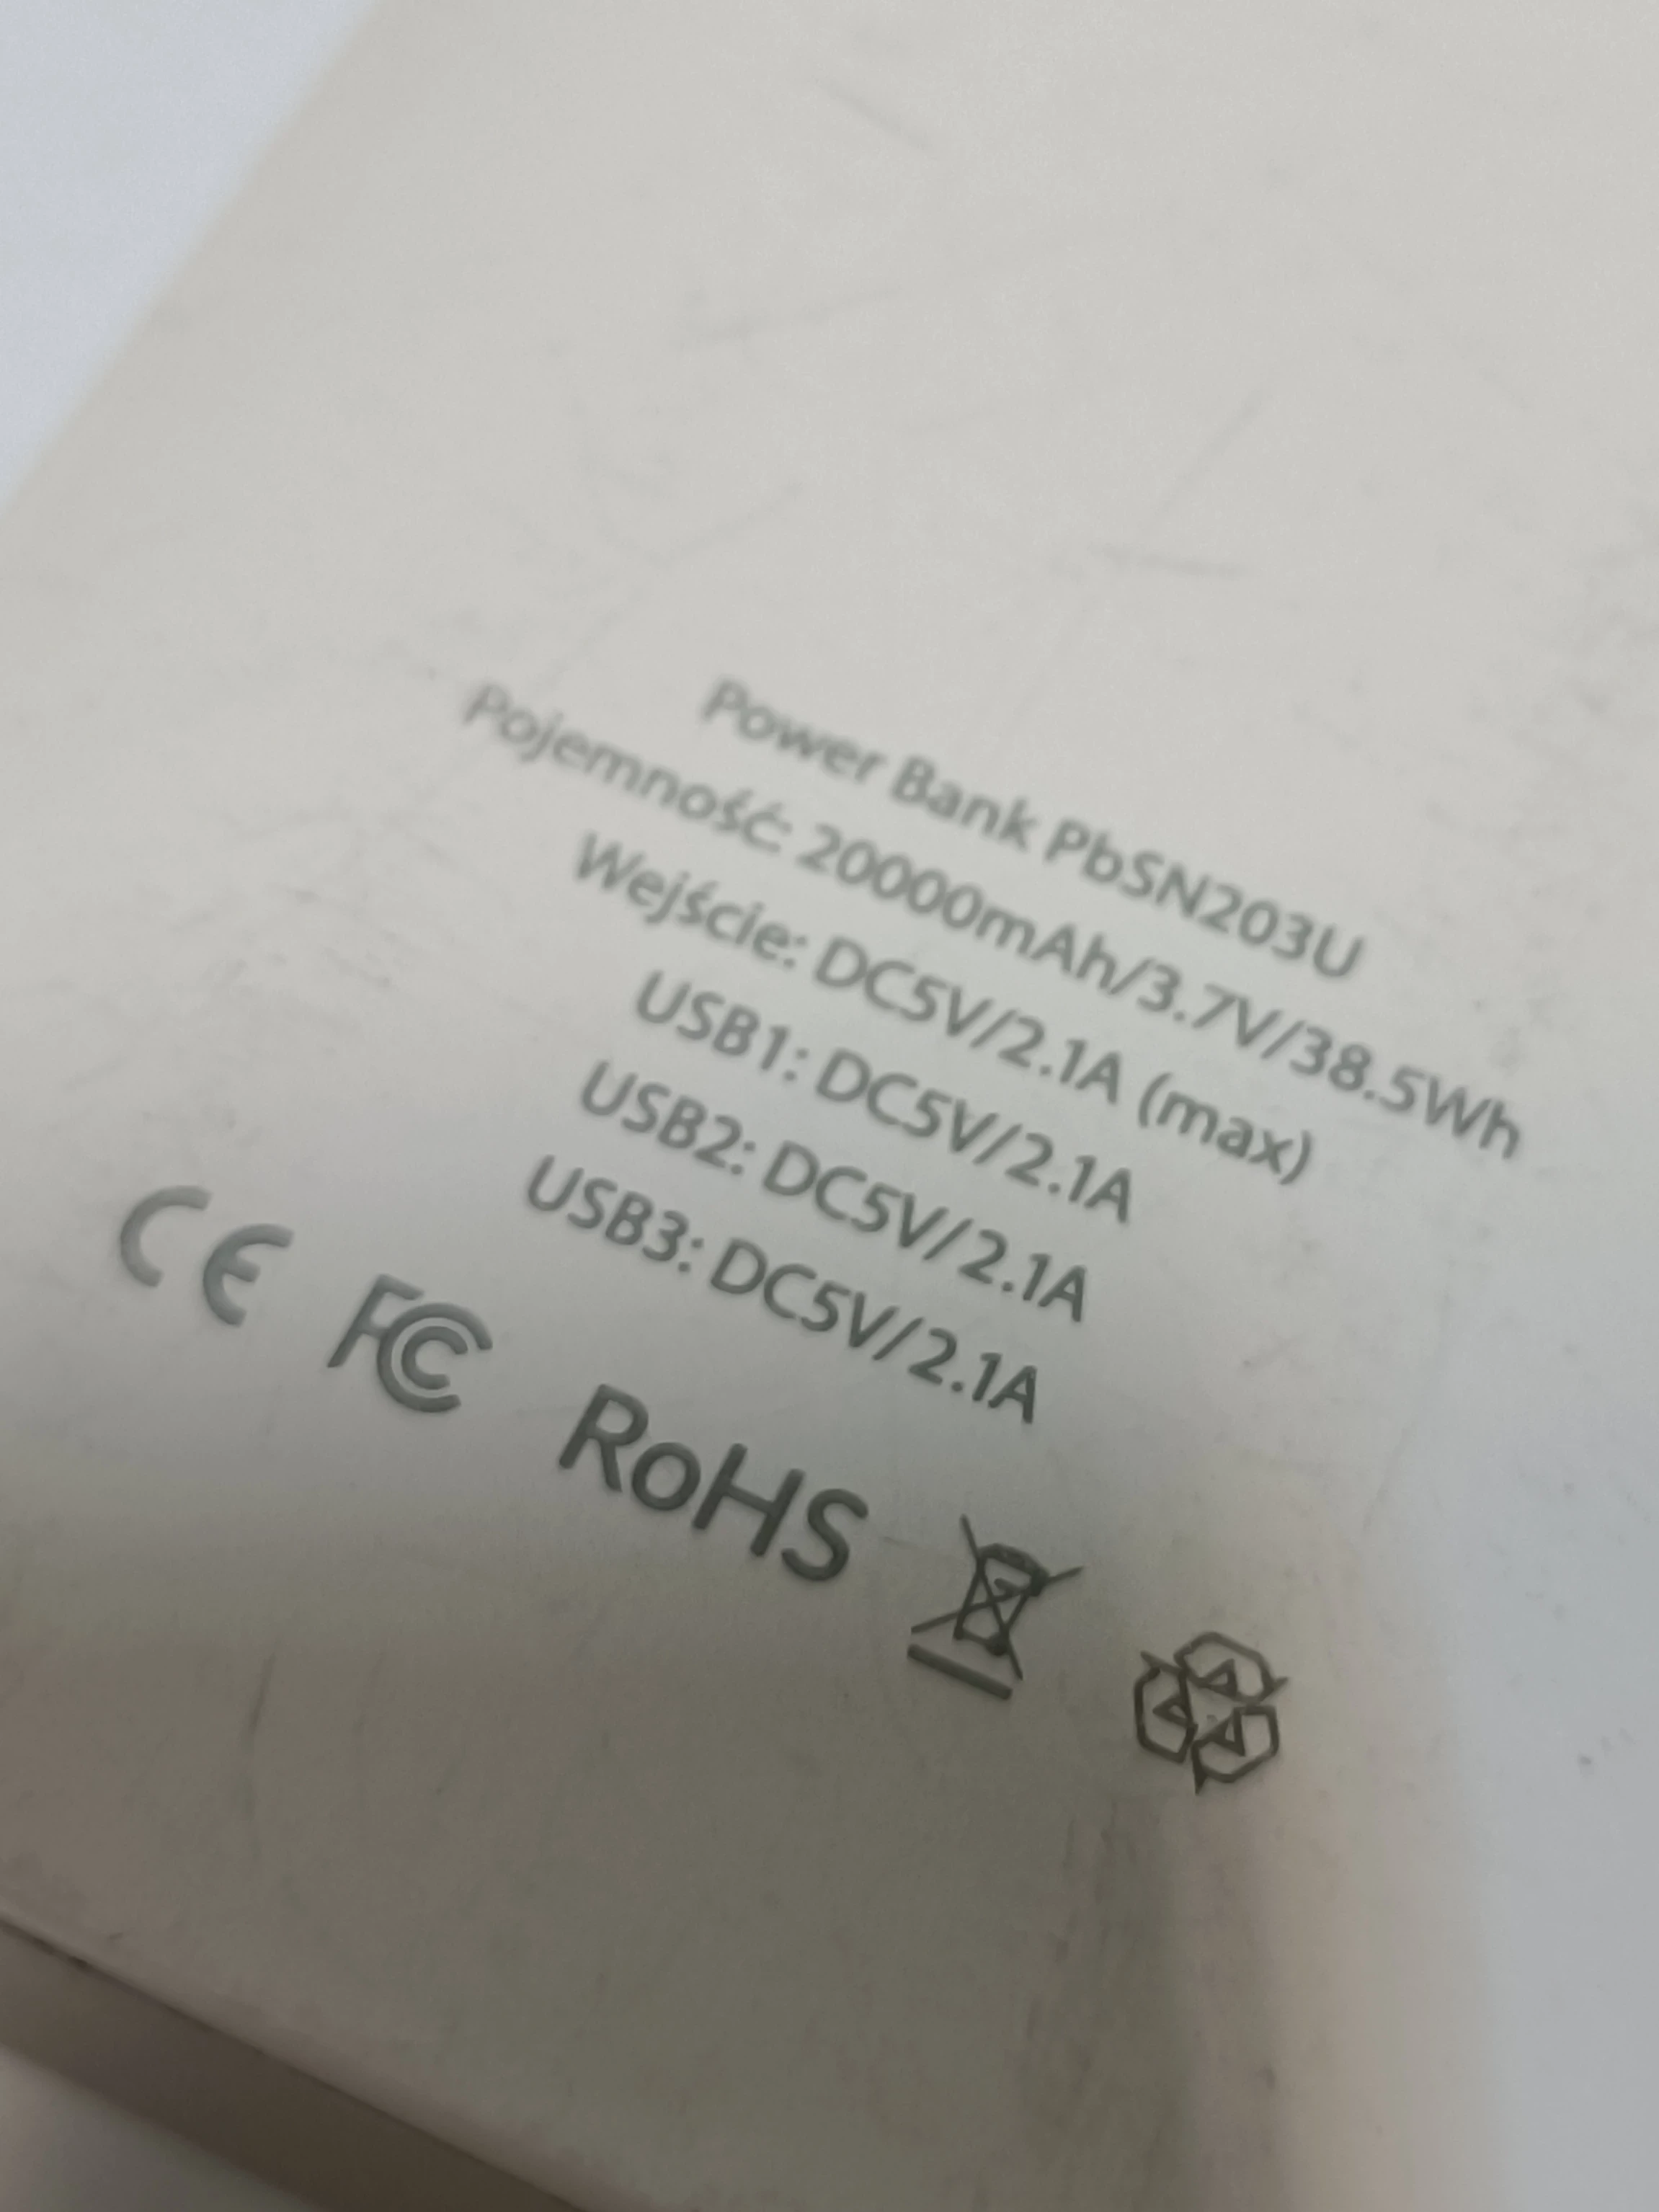 Power Bank PbSN203U
Pojemność: 20000mAh/3.7V/38.5Wh
Wejście: DC5V/2.1A (max)
USB1: DC5V/2.1A
USB2: DC5V/2.1A
USB3: DC5V/2.1A
CE FC RoHS